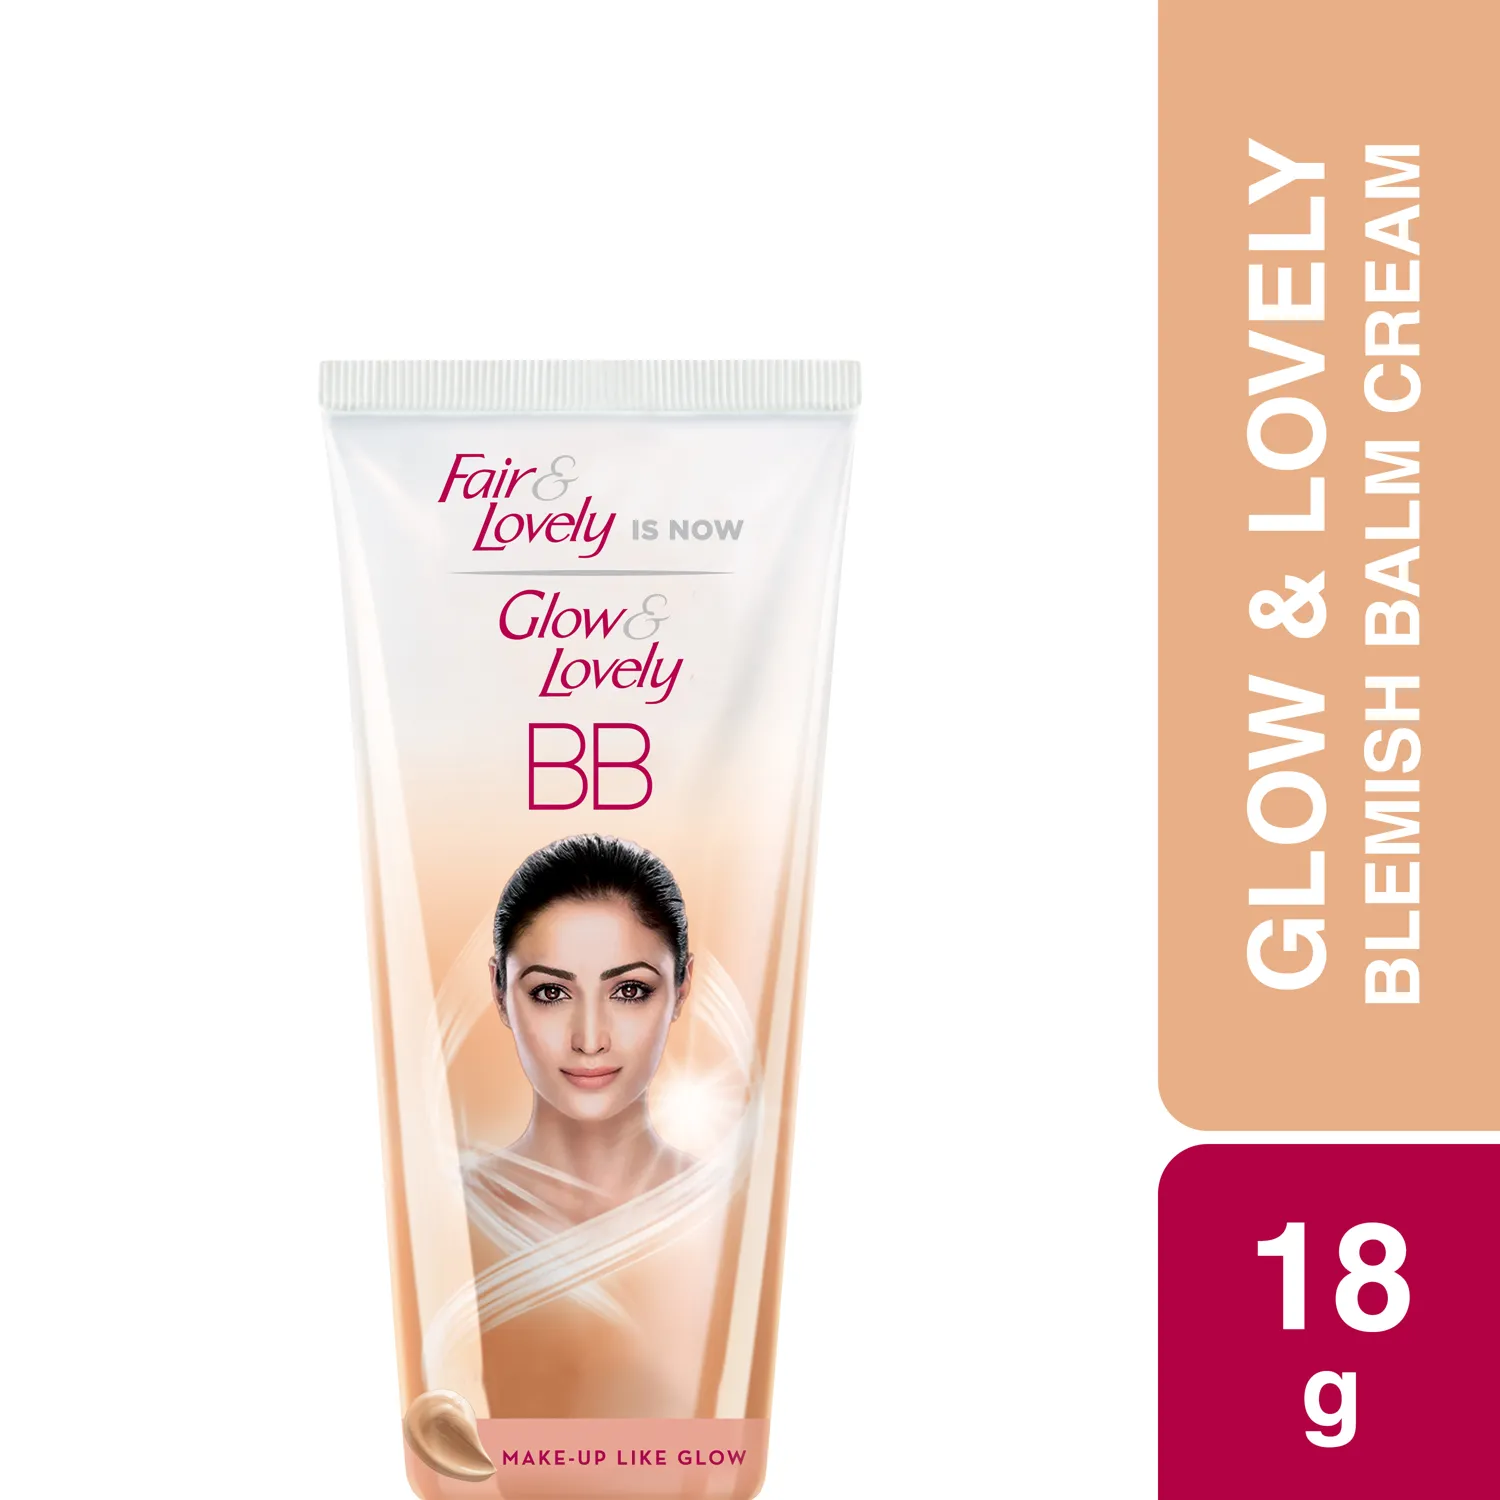 Fair &
Lovely IS NOW
Glow &
Lovely
BB
MAKE-UP LIKE GLOW
GLOW & LOVELY
BLEMISH BALM CREAM
18
g